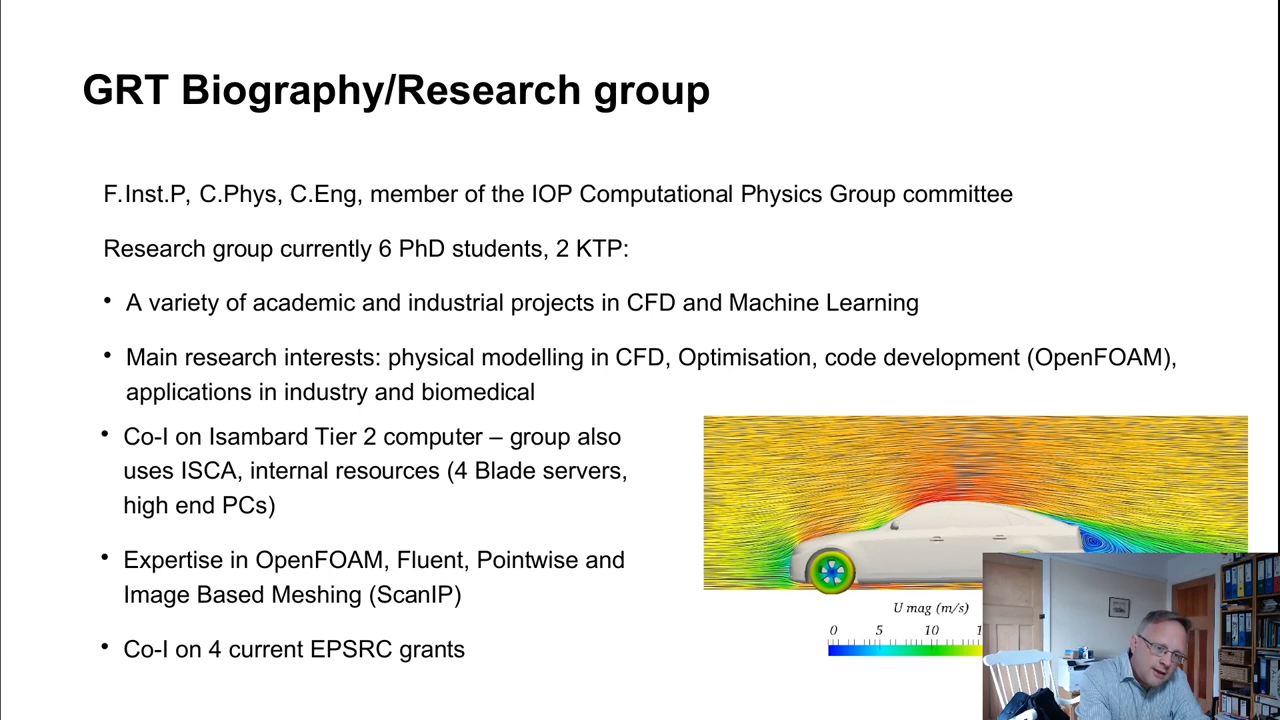 GRT Biography/Research group
F.Inst.P, C.Phys, C.Eng, member of the IOP Computational Physics Group committee
Research group currently 6 PhD students, 2 KTP:
• A variety of academic and industrial projects in CFD and Machine Learning
• Main research interests: physical modelling in CFD, Optimisation, code development (OpenFOAM),
applications in industry and biomedical
• Co-I on Isambard Tier 2 computer – group also
uses ISCA, internal resources (4 Blade servers,
high end PCs)
• Expertise in OpenFOAM, Fluent, Pointwise and
Image Based Meshing (ScanIP)
• Co-I on 4 current EPSRC grants
U mag (m/s)
0 5 10